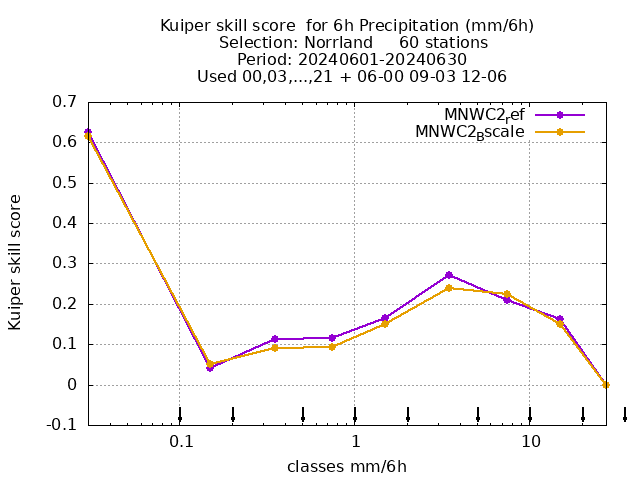 Kuiper skill score  for 6h Precipitation (mm/6h)
Selection: Norrland     60 stations
Period: 20240601-20240630
Used 00,03,...,21 + 06-00 09-03 12-06
MNWC2ref
MNWC2Bscale
0.7
0.6
0.5
0.4
0.3
0.2
0.1
0
-0.1
Kuiper skill score
0.1
1
10
classes mm/6h